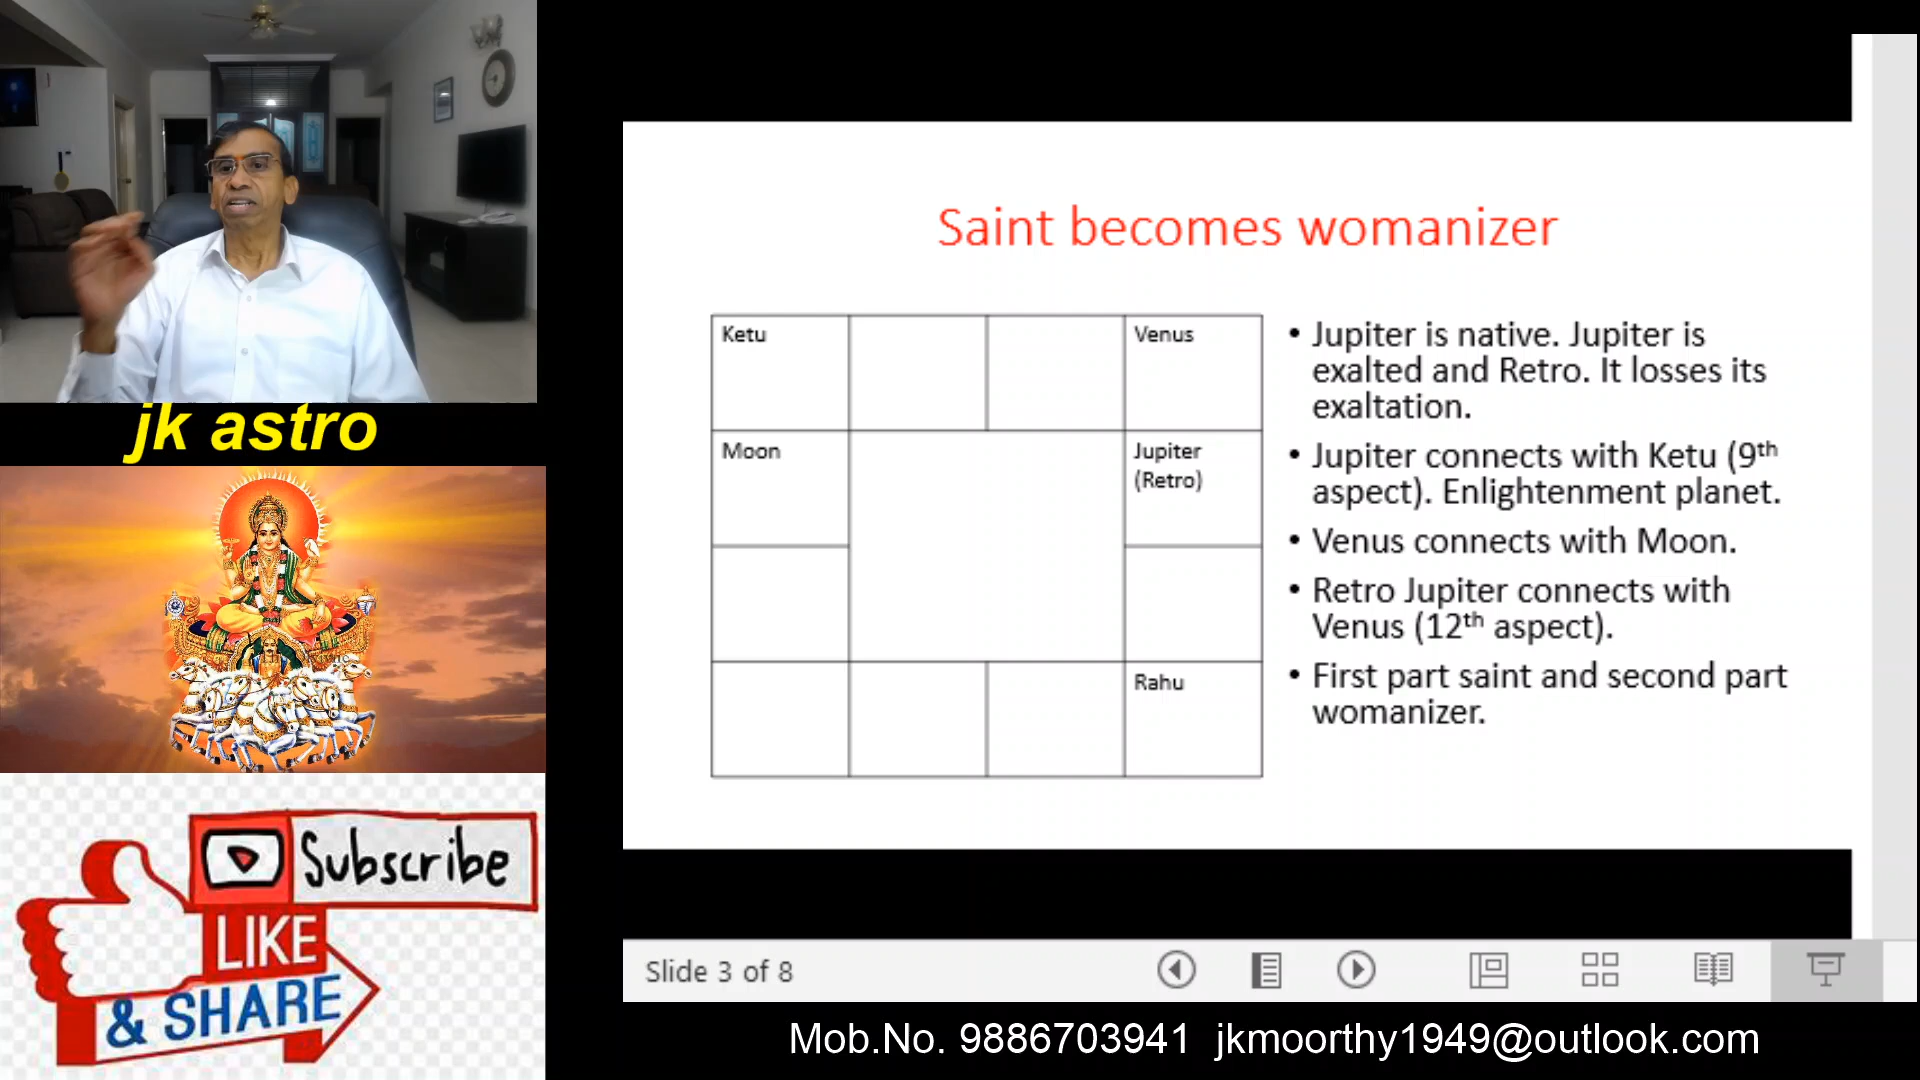 jk astro
Subscribe
LIKE
& SHARE
Saint becomes womanizer
Ketu
Venus
Moon
Jupiter
(Retro)
Rahu
• Jupiter is native. Jupiter is
exalted and Retro. It losses its
exaltation.
• Jupiter connects with Ketu (9th
aspect). Enlightenment planet.
• Venus connects with Moon.
• Retro Jupiter connects with
Venus (12th aspect).
• First part saint and second part
womanizer.
Slide 3 of 8
Mob.No. 9886703941 jkmoorthy1949@outlook.com